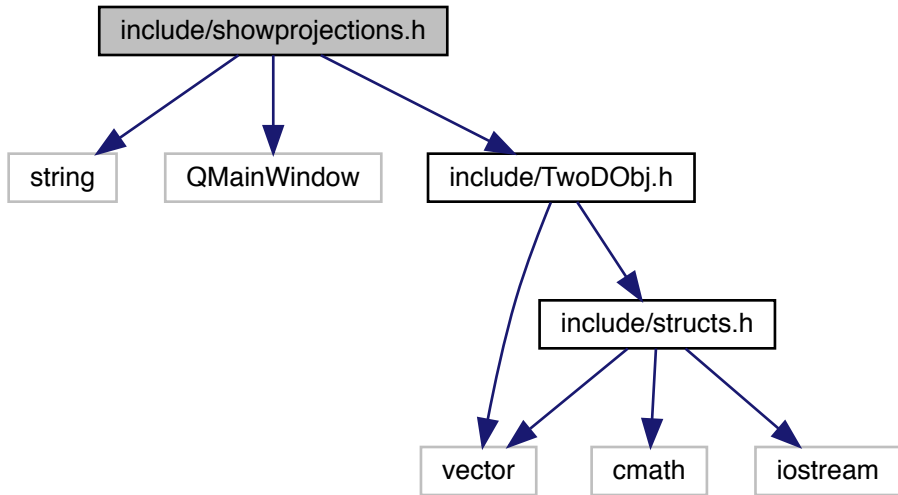 include/showprojections.h
string
QMainWindow
include/TwoDObj.h
include/structs.h
vector
cmath
iostream